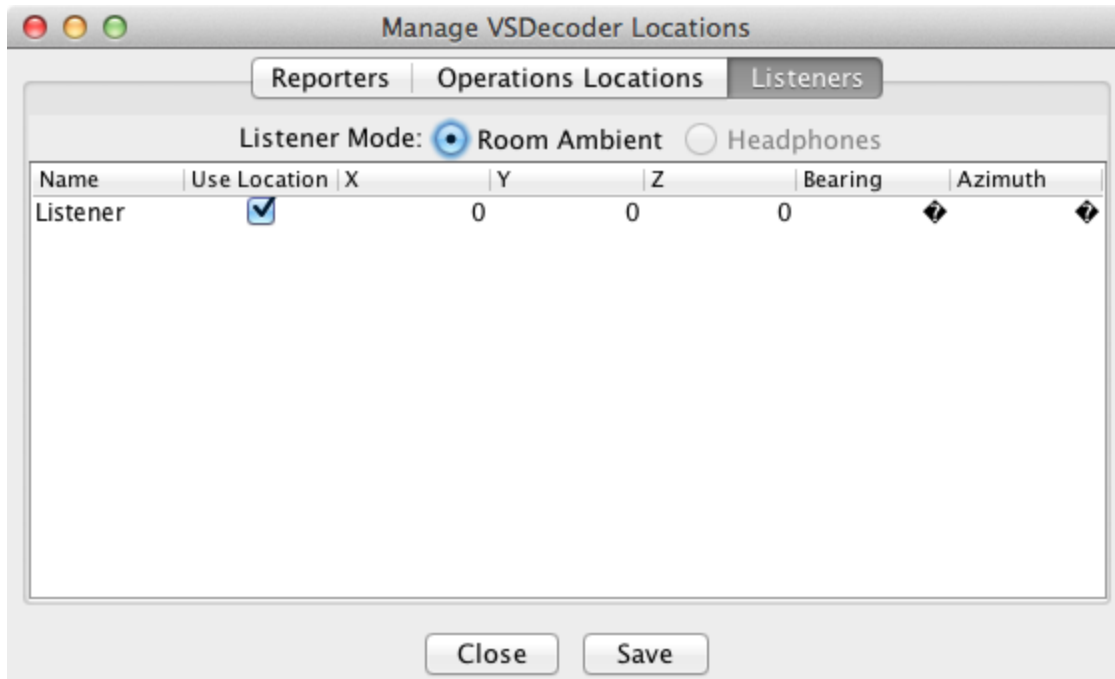 Manage VSDecoder Locations
Reporters Operations Locations Listeners
Listener Mode: Room Ambient Headphones
Name Use Location X Y Z Bearing Azimuth
Listener 0 0 0 � �
Close Save